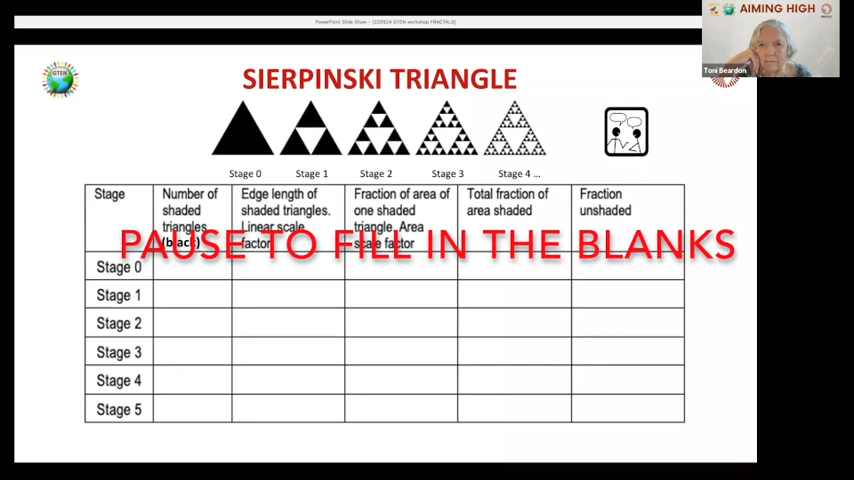 PowerPoint Slide Show - [220924 GTEN workshop FRACTALS]
AIMING HIGH
Toni Beardon
GTEN
SIERPINSKI TRIANGLE
Stage 0 Stage 1 Stage 2 Stage 3 Stage 4 ...
Stage
Number of
shaded
triangles
(black)
Edge length of
shaded triangles.
Linear scale
factor
Fraction of area of
one shaded
triangle. Area
scale factor
Total fraction of
area shaded
Fraction
unshaded
PAUSE TO FILL IN THE BLANKS
Stage 0
Stage 1
Stage 2
Stage 3
Stage 4
Stage 5